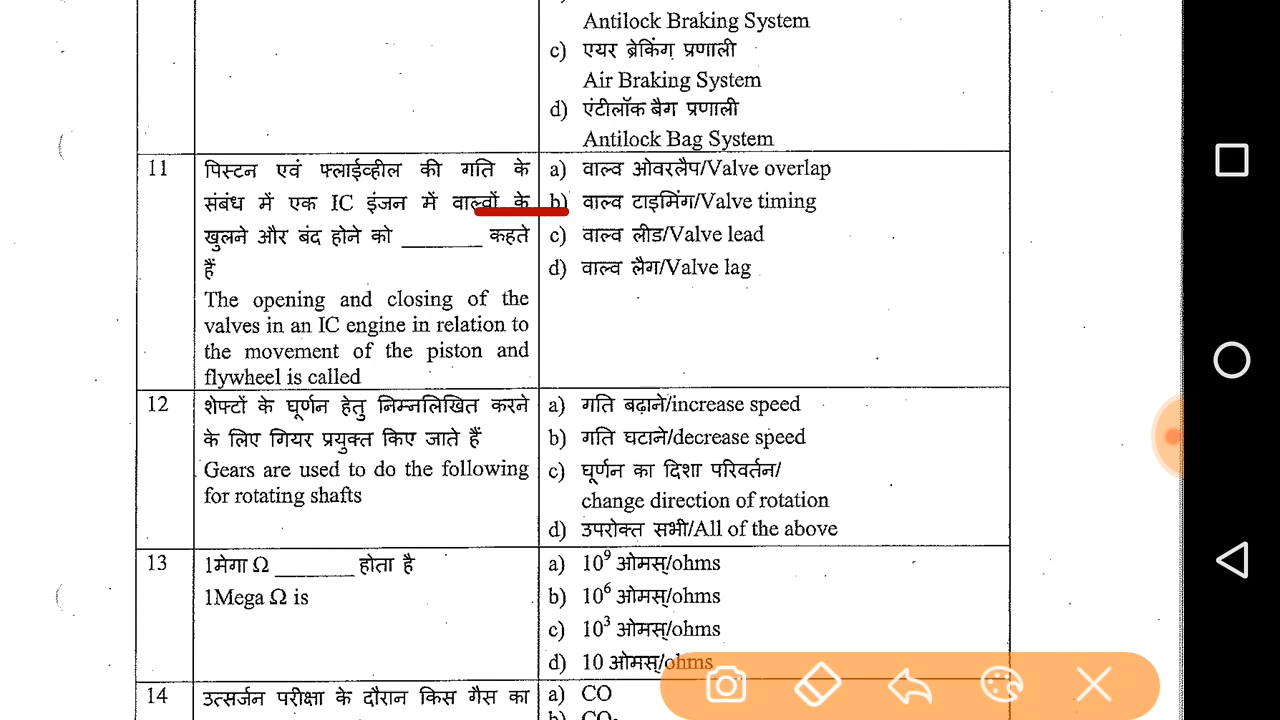 Antilock Braking System
c) एयर ब्रेकिंग प्रणाली
Air Braking System
d) एंटीलॉक बैग प्रणाली
Antilock Bag System
11
पिस्टन एवं फ्लाईव्हील की गति के
संबंध में एक IC इंजन में वाल्वों के
खुलने और बंद होने को ________ कहते
हैं
The opening and closing of the
valves in an IC engine in relation to
the movement of the piston and
flywheel is called
a) वाल्व ओवरलैप/Valve overlap
b) वाल्व टाइमिंग/Valve timing
c) वाल्व लीड/Valve lead
d) वाल्व लैग/Valve lag
12
शेफ्टों के घूर्णन हेतु निम्नलिखित करने
के लिए गियर प्रयुक्त किए जाते हैं
Gears are used to do the following
for rotating shafts
a) गति बढ़ाने/increase speed
b) गति घटाने/decrease speed
c) घूर्णन का दिशा परिवर्तन/
change direction of rotation
d) उपरोक्त सभी/All of the above
13
1मेगा Ω ________ होता है
1Mega Ω is
a) 10⁹ ओमस्/ohms
b) 10⁶ ओमस्/ohms
c) 10³ ओमस्/ohms
d) 10 ओमस्/ohms
14
उत्सर्जन परीक्षा के दौरान किस गैस का
a) CO